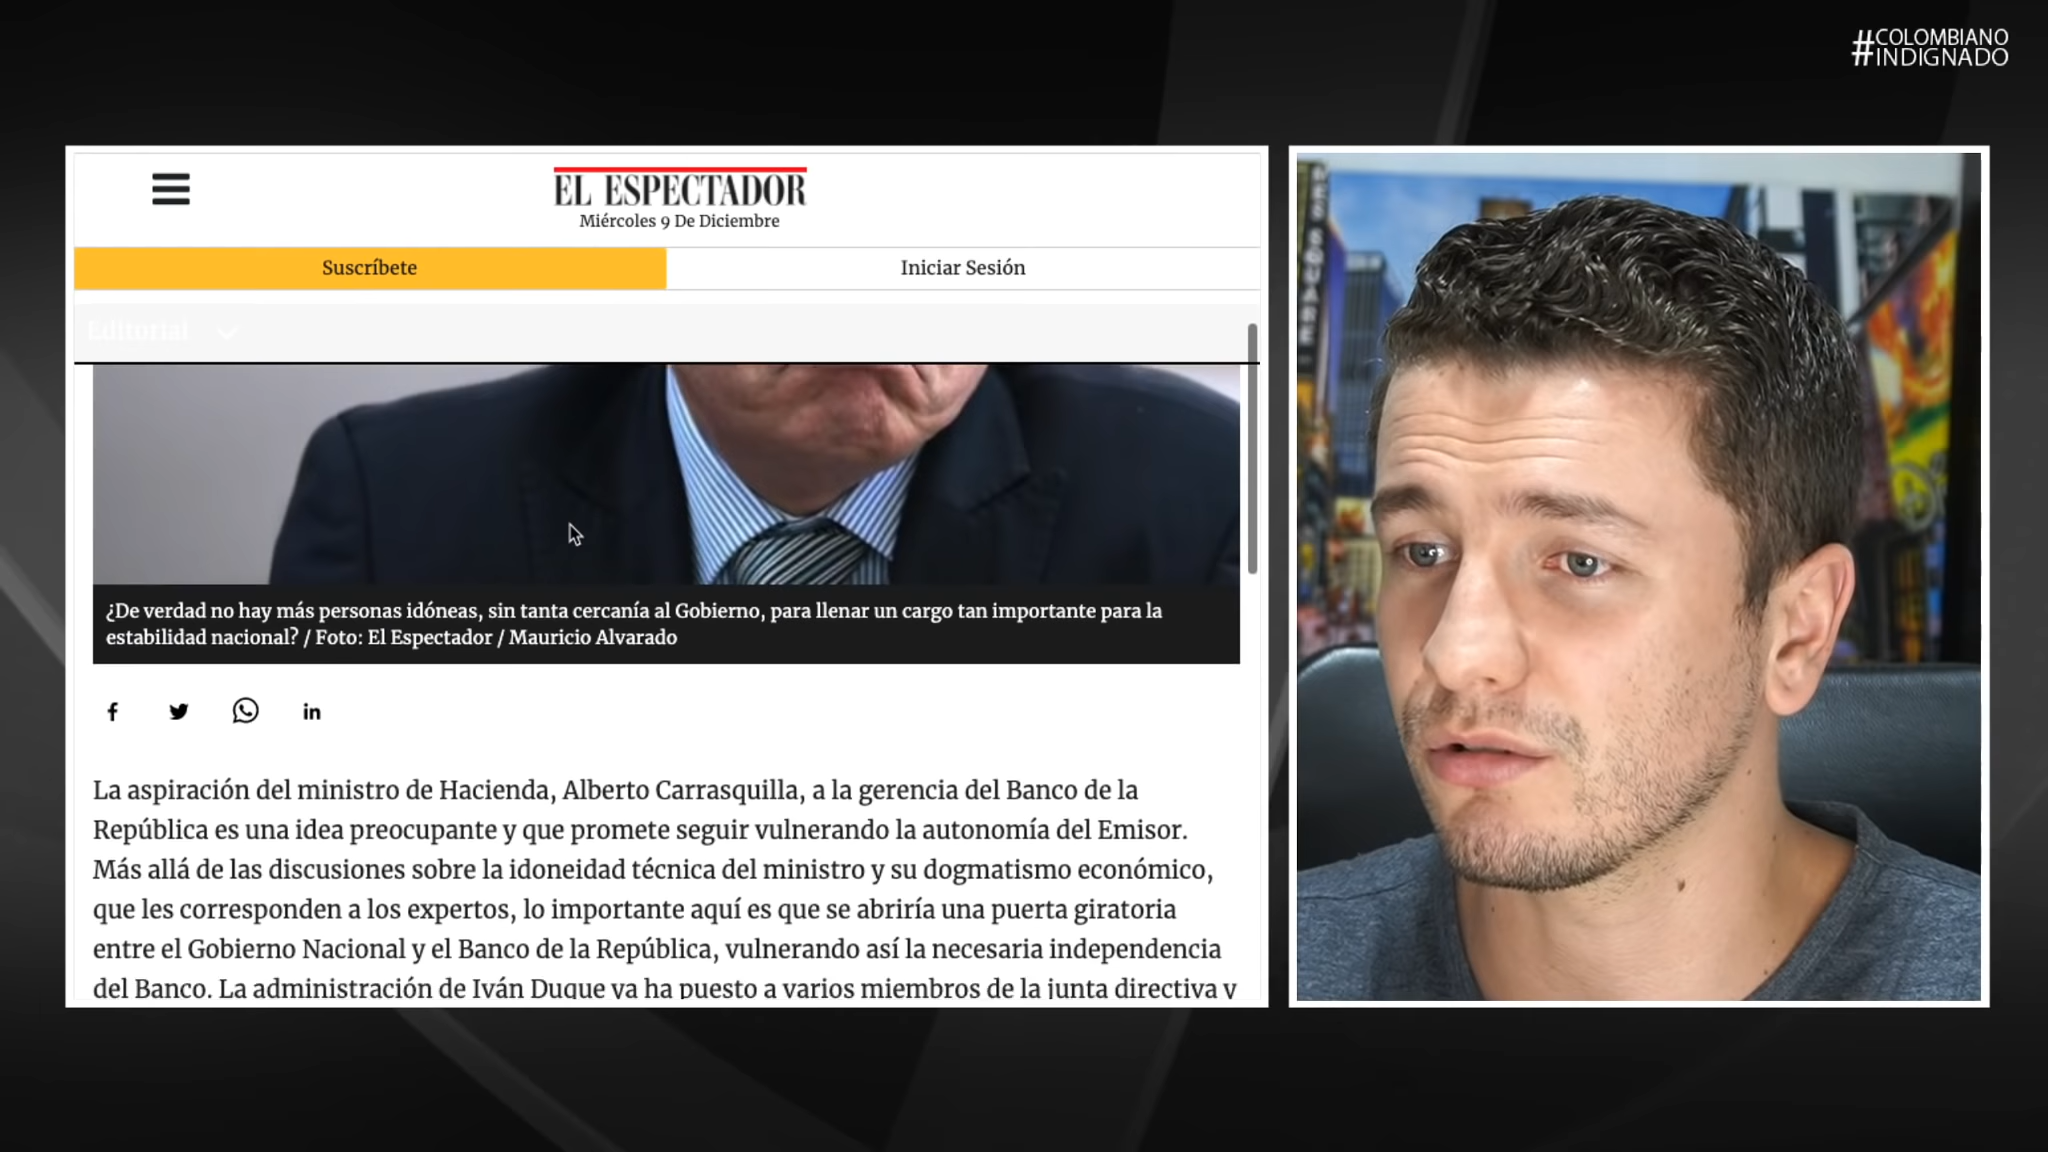 #COLOMBIANO
INDIGNADO
EL ESPECTADOR
Miércoles 9 De Diciembre
Suscríbete
Iniciar Sesión
Editorial
¿De verdad no hay más personas idóneas, sin tanta cercanía al Gobierno, para llenar un cargo tan importante para la
estabilidad nacional? / Foto: El Espectador / Mauricio Alvarado
La aspiración del ministro de Hacienda, Alberto Carrasquilla, a la gerencia del Banco de la
República es una idea preocupante y que promete seguir vulnerando la autonomía del Emisor.
Más allá de las discusiones sobre la idoneidad técnica del ministro y su dogmatismo económico,
que les corresponden a los expertos, lo importante aquí es que se abriría una puerta giratoria
entre el Gobierno Nacional y el Banco de la República, vulnerando así la necesaria independencia
del Banco. La administración de Iván Duque ya ha puesto a varios miembros de la junta directiva y
SQUARE